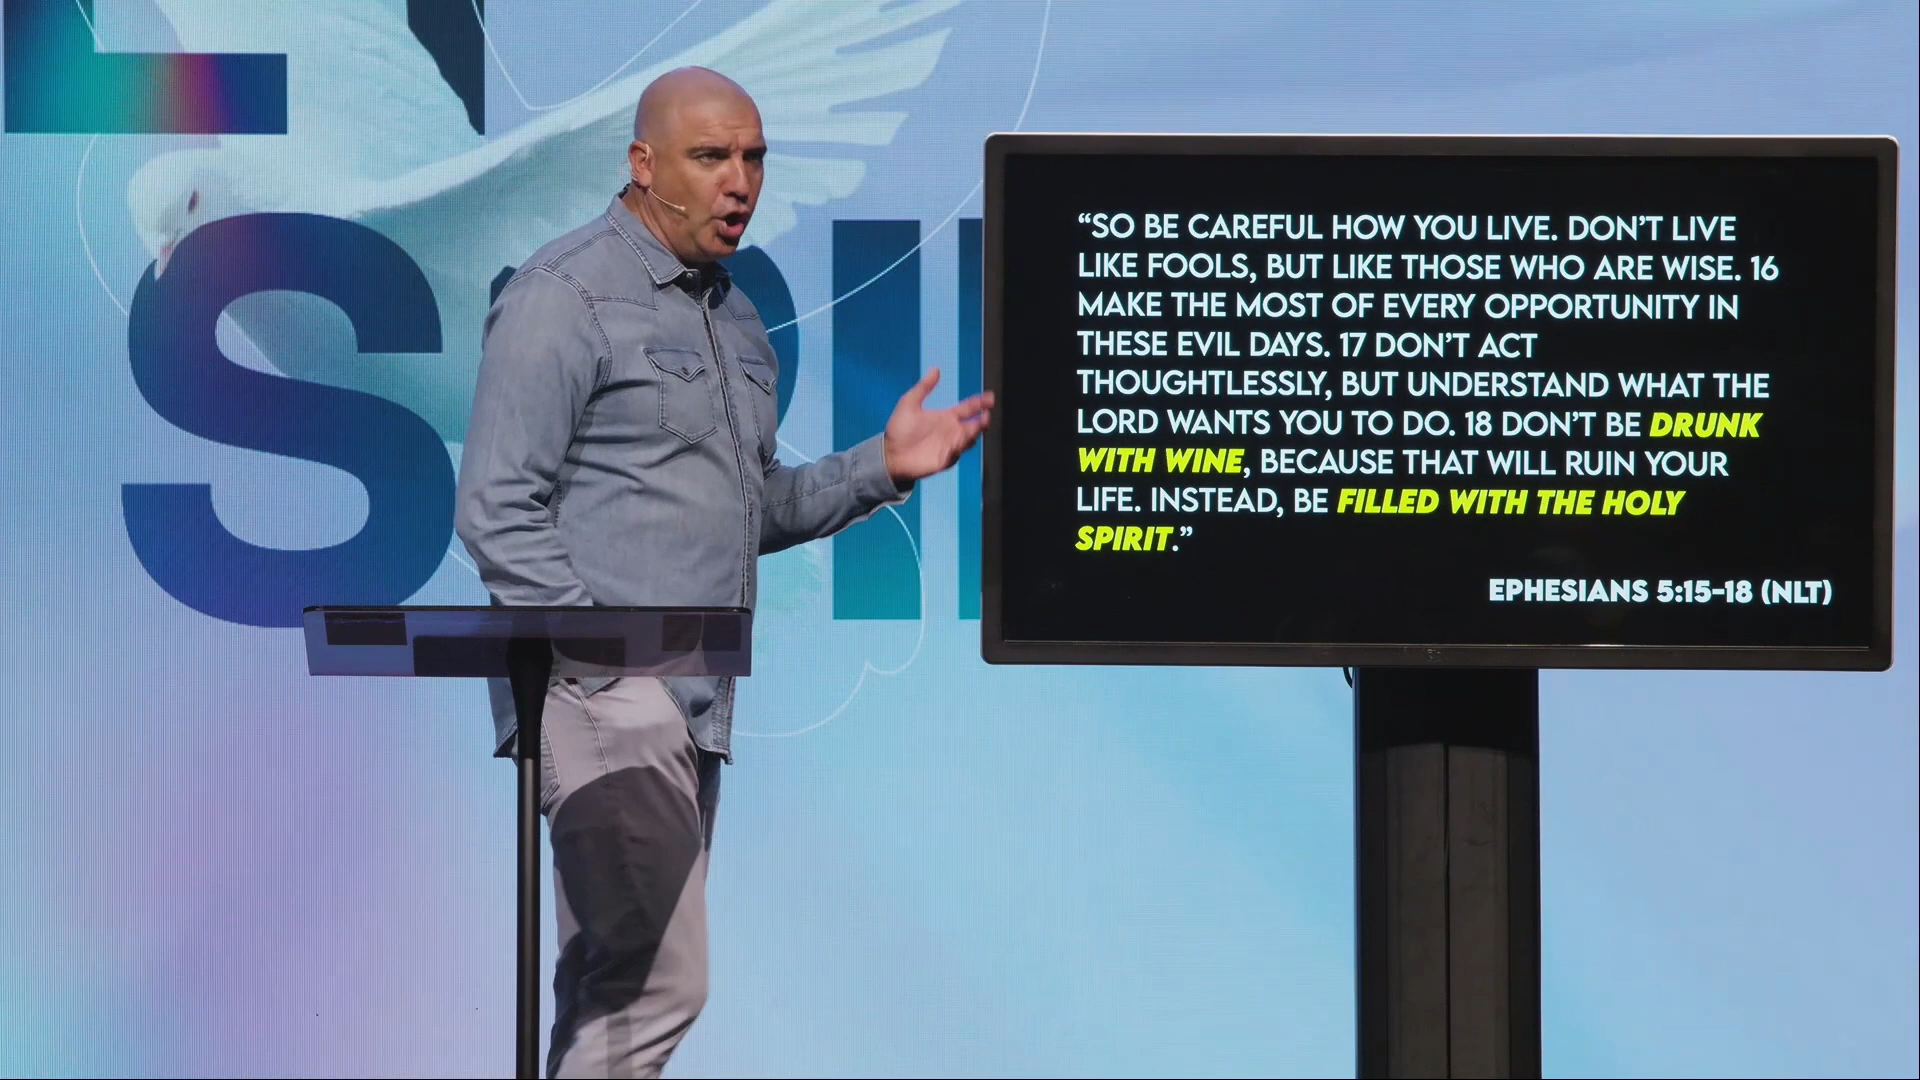 “SO BE CAREFUL HOW YOU LIVE. DON’T LIVE
LIKE FOOLS, BUT LIKE THOSE WHO ARE WISE. 16
MAKE THE MOST OF EVERY OPPORTUNITY IN
THESE EVIL DAYS. 17 DON’T ACT
THOUGHTLESSLY, BUT UNDERSTAND WHAT THE
LORD WANTS YOU TO DO. 18 DON’T BE DRUNK
WITH WINE, BECAUSE THAT WILL RUIN YOUR
LIFE. INSTEAD, BE FILLED WITH THE HOLY
SPIRIT.”
EPHESIANS 5:15-18 (NLT)